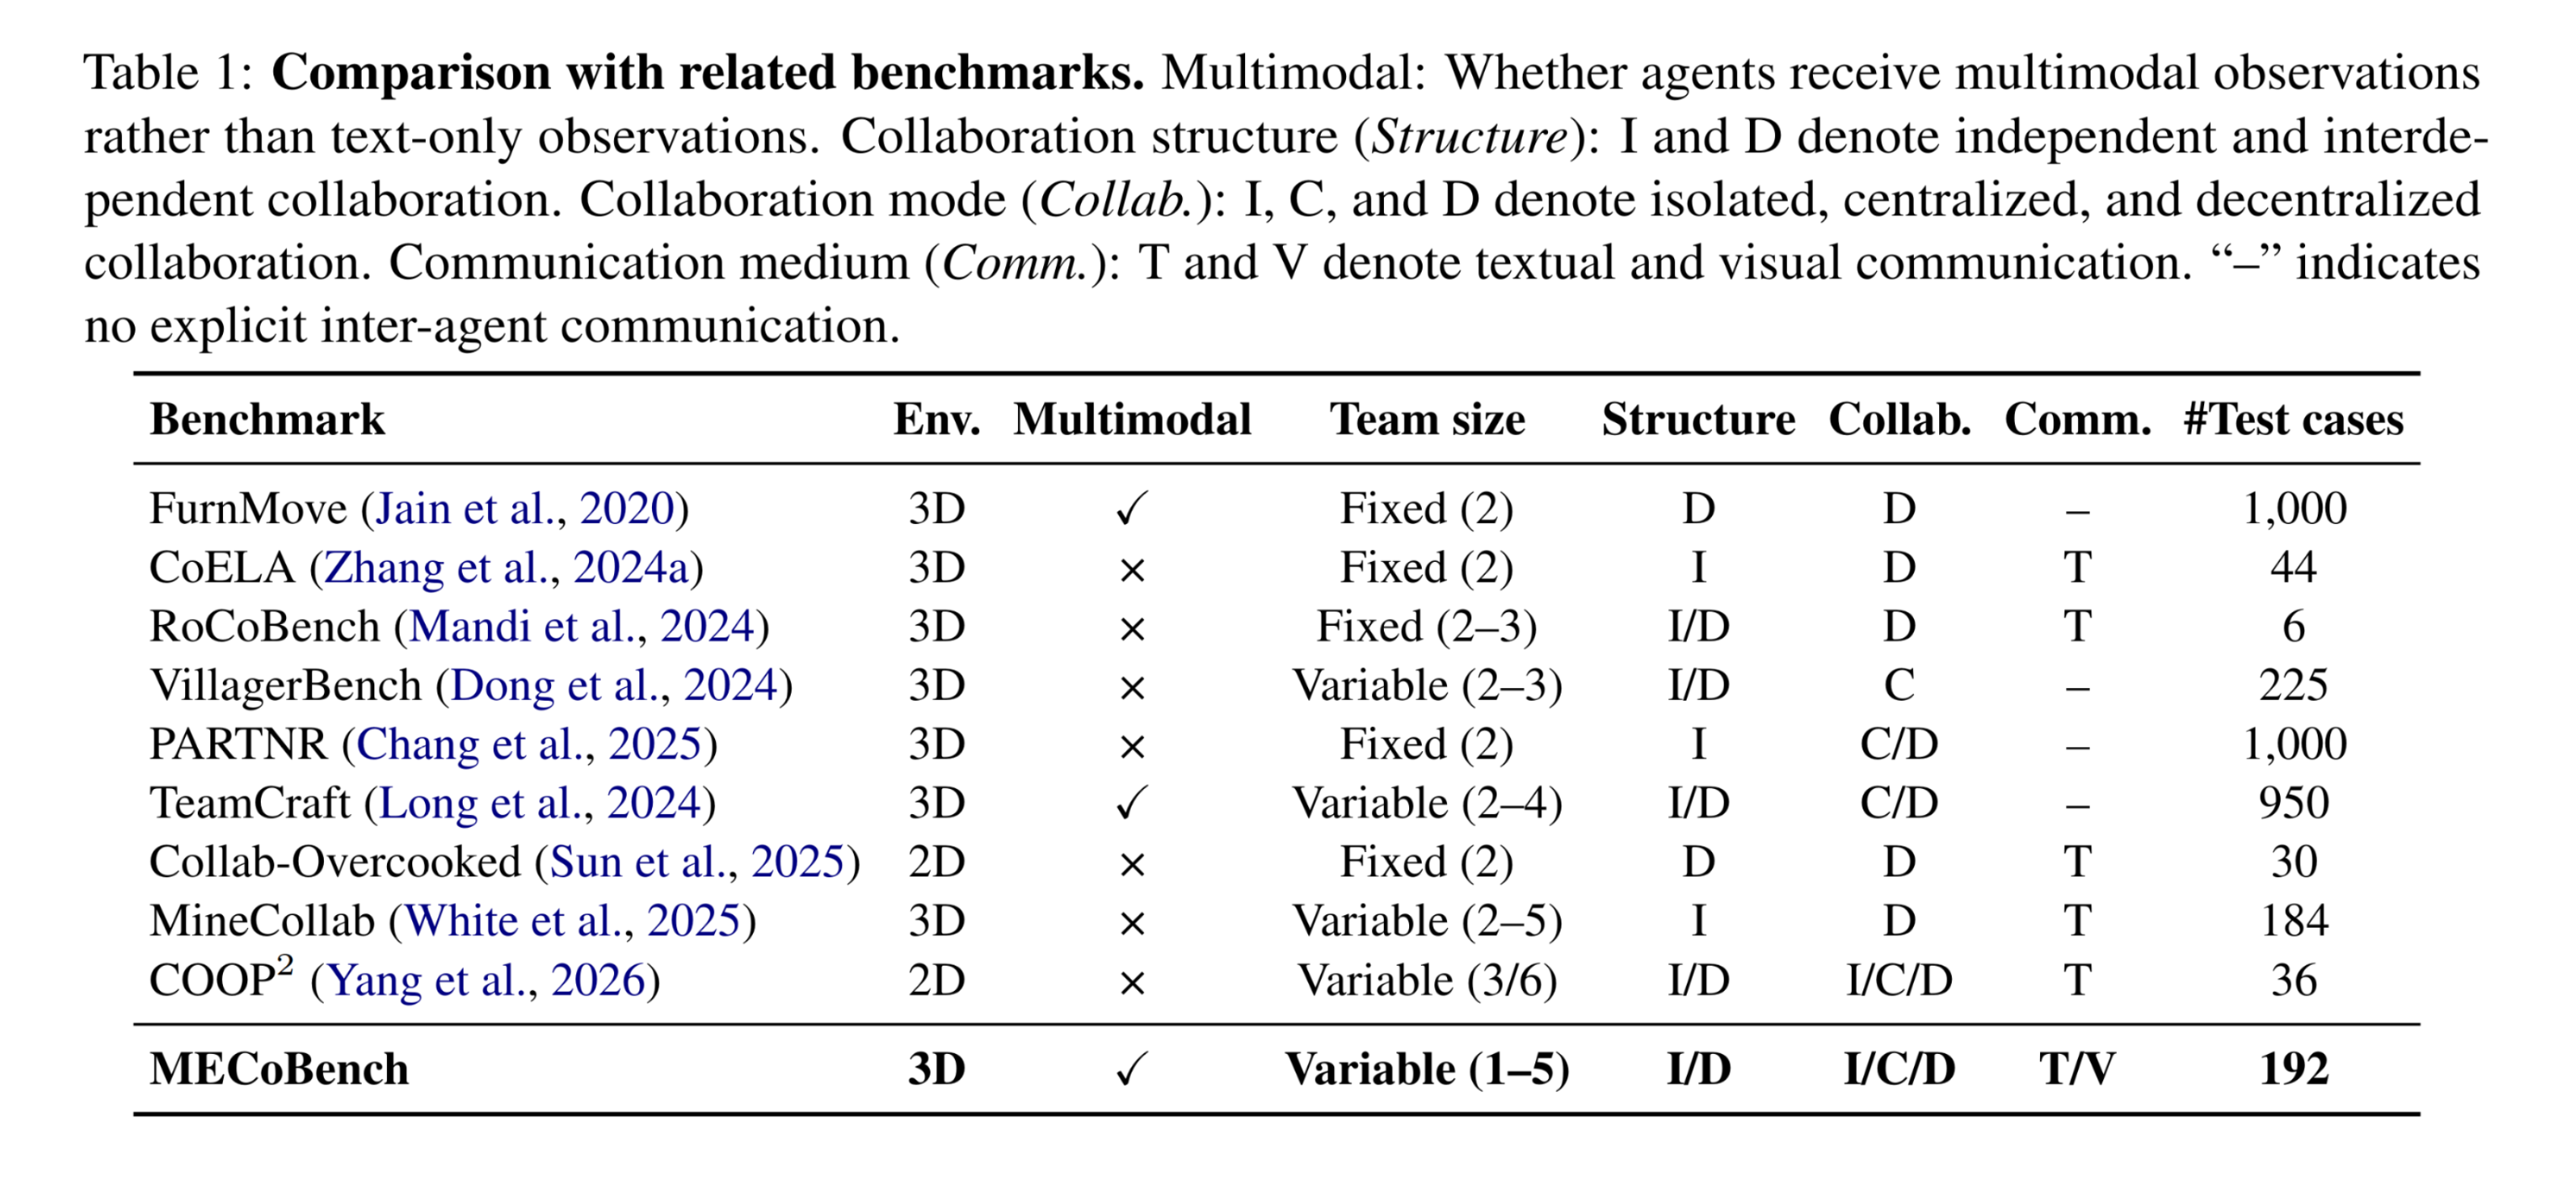 Table 1: Comparison with related benchmarks. Multimodal: Whether agents receive multimodal observations
rather than text-only observations. Collaboration structure (Structure): I and D denote independent and interde-
pendent collaboration. Collaboration mode (Collab.): I, C, and D denote isolated, centralized, and decentralized
collaboration. Communication medium (Comm.): T and V denote textual and visual communication. “–” indicates
no explicit inter-agent communication.
Benchmark Env. Multimodal Team size Structure Collab. Comm. #Test cases
FurnMove (Jain et al., 2020) 3D ✓ Fixed (2) D D – 1,000
CoELA (Zhang et al., 2024a) 3D × Fixed (2) I D T 44
RoCoBench (Mandi et al., 2024) 3D × Fixed (2–3) I/D D T 6
VillagerBench (Dong et al., 2024) 3D × Variable (2–3) I/D C – 225
PARTNR (Chang et al., 2025) 3D × Fixed (2) I C/D – 1,000
TeamCraft (Long et al., 2024) 3D ✓ Variable (2–4) I/D C/D – 950
Collab-Overcooked (Sun et al., 2025) 2D × Fixed (2) D D T 30
MineCollab (White et al., 2025) 3D × Variable (2–5) I D T 184
COOP² (Yang et al., 2026) 2D × Variable (3/6) I/D I/C/D T 36
MECoBench 3D ✓ Variable (1–5) I/D I/C/D T/V 192